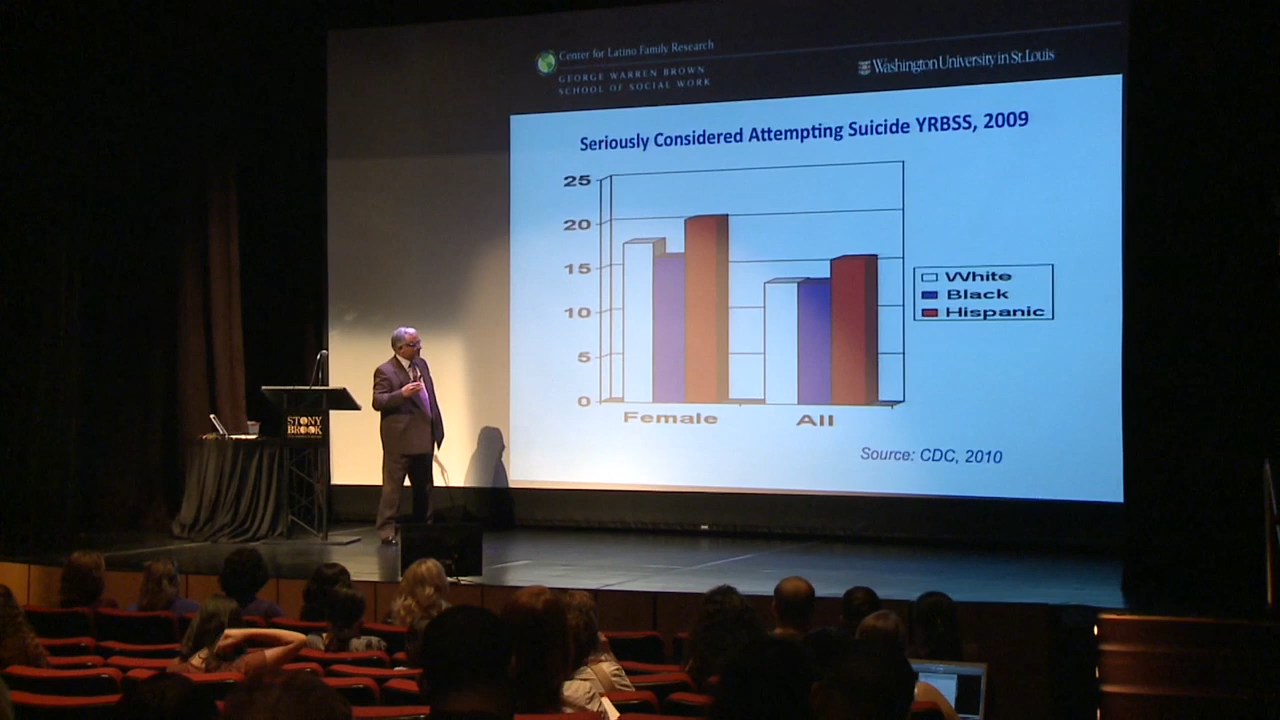 Center for Latino Family Research
GEORGE WARREN BROWN
SCHOOL OF SOCIAL WORK
Washington University in St. Louis
Seriously Considered Attempting Suicide YRBSS, 2009
25
20
15
10
5
0
Female
All
White
Black
Hispanic
Source: CDC, 2010
STONY
BROOK